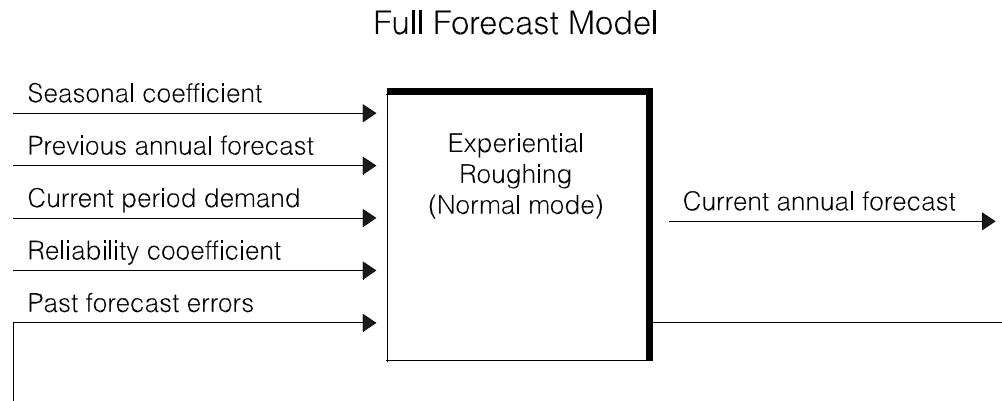 Full Forecast Model
Seasonal coefficient
Previous annual forecast
Current period demand
Reliability cooefficient
Past forecast errors
Experiential
Roughing
(Normal mode)
Current annual forecast